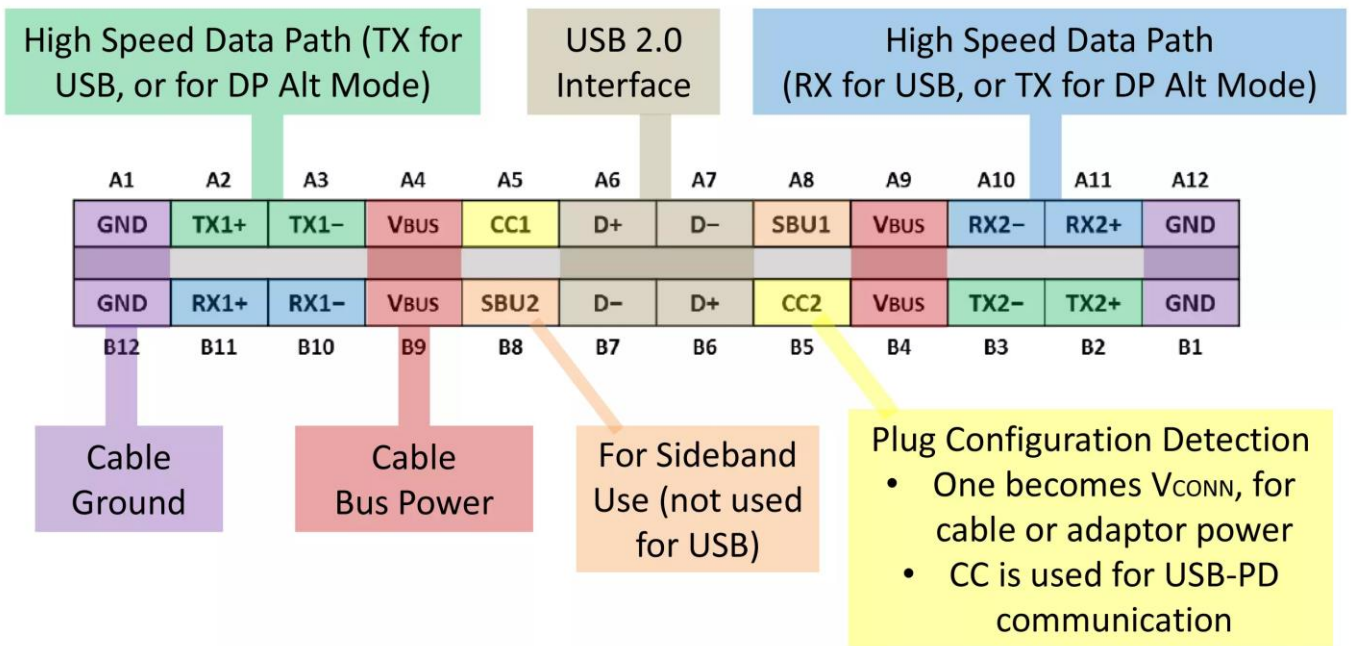 High Speed Data Path (TX for
USB, or for DP Alt Mode)
USB 2.0
Interface
High Speed Data Path
(RX for USB, or TX for DP Alt Mode)
A1 A2 A3 A4 A5 A6 A7 A8 A9 A10 A11 A12
GND TX1+ TX1− VBUS CC1 D+ D− SBU1 VBUS RX2− RX2+ GND
GND RX1+ RX1− VBUS SBU2 D− D+ CC2 VBUS TX2− TX2+ GND
B12 B11 B10 B9 B8 B7 B6 B5 B4 B3 B2 B1
Cable
Ground
Cable
Bus Power
For Sideband
Use (not used
for USB)
Plug Configuration Detection
• One becomes VCONN, for
cable or adaptor power
• CC is used for USB-PD
communication